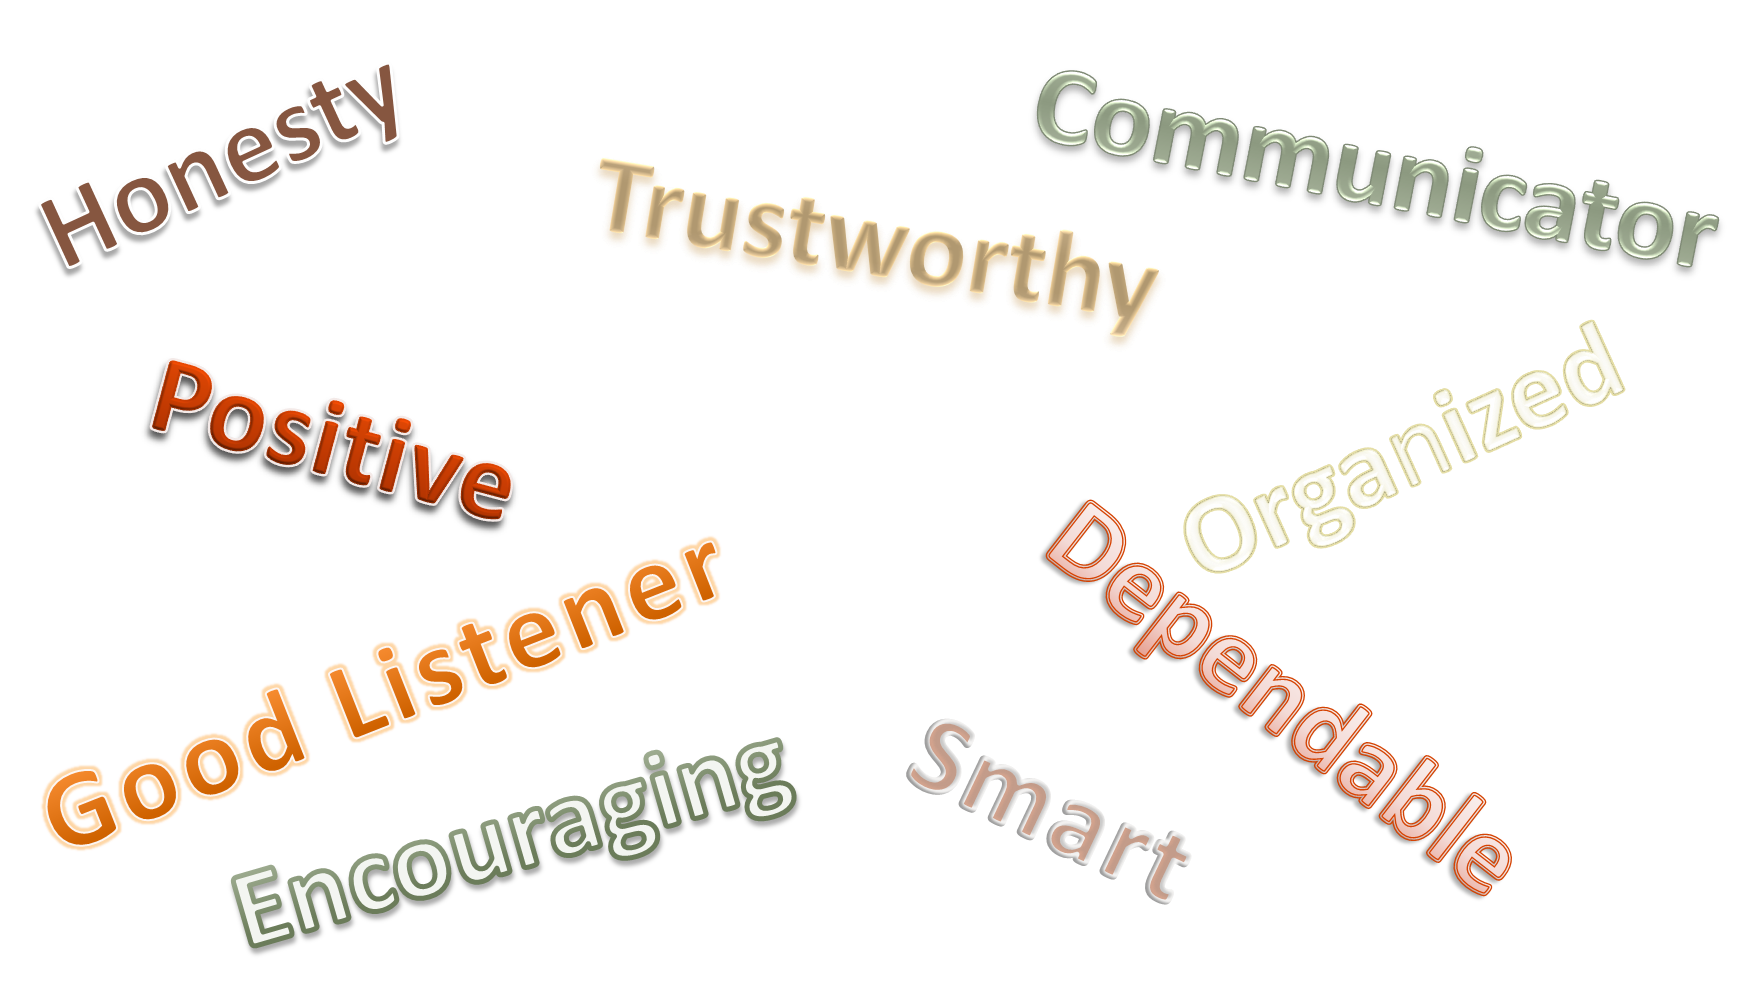 Honesty
Trustworthy
Communicator
Positive
Organized
Good Listener
Dependable
Encouraging
Smart